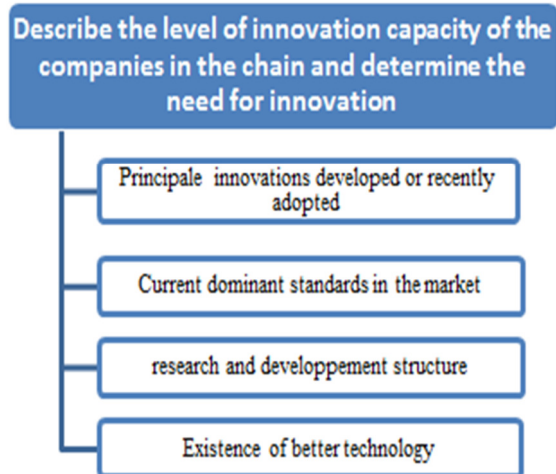 Describe the level of innovation capacity of the
companies in the chain and determine the
need for innovation
Principale innovations developed or recently
adopted
Current dominant standards in the market
research and developpement structure
Existence of better technology